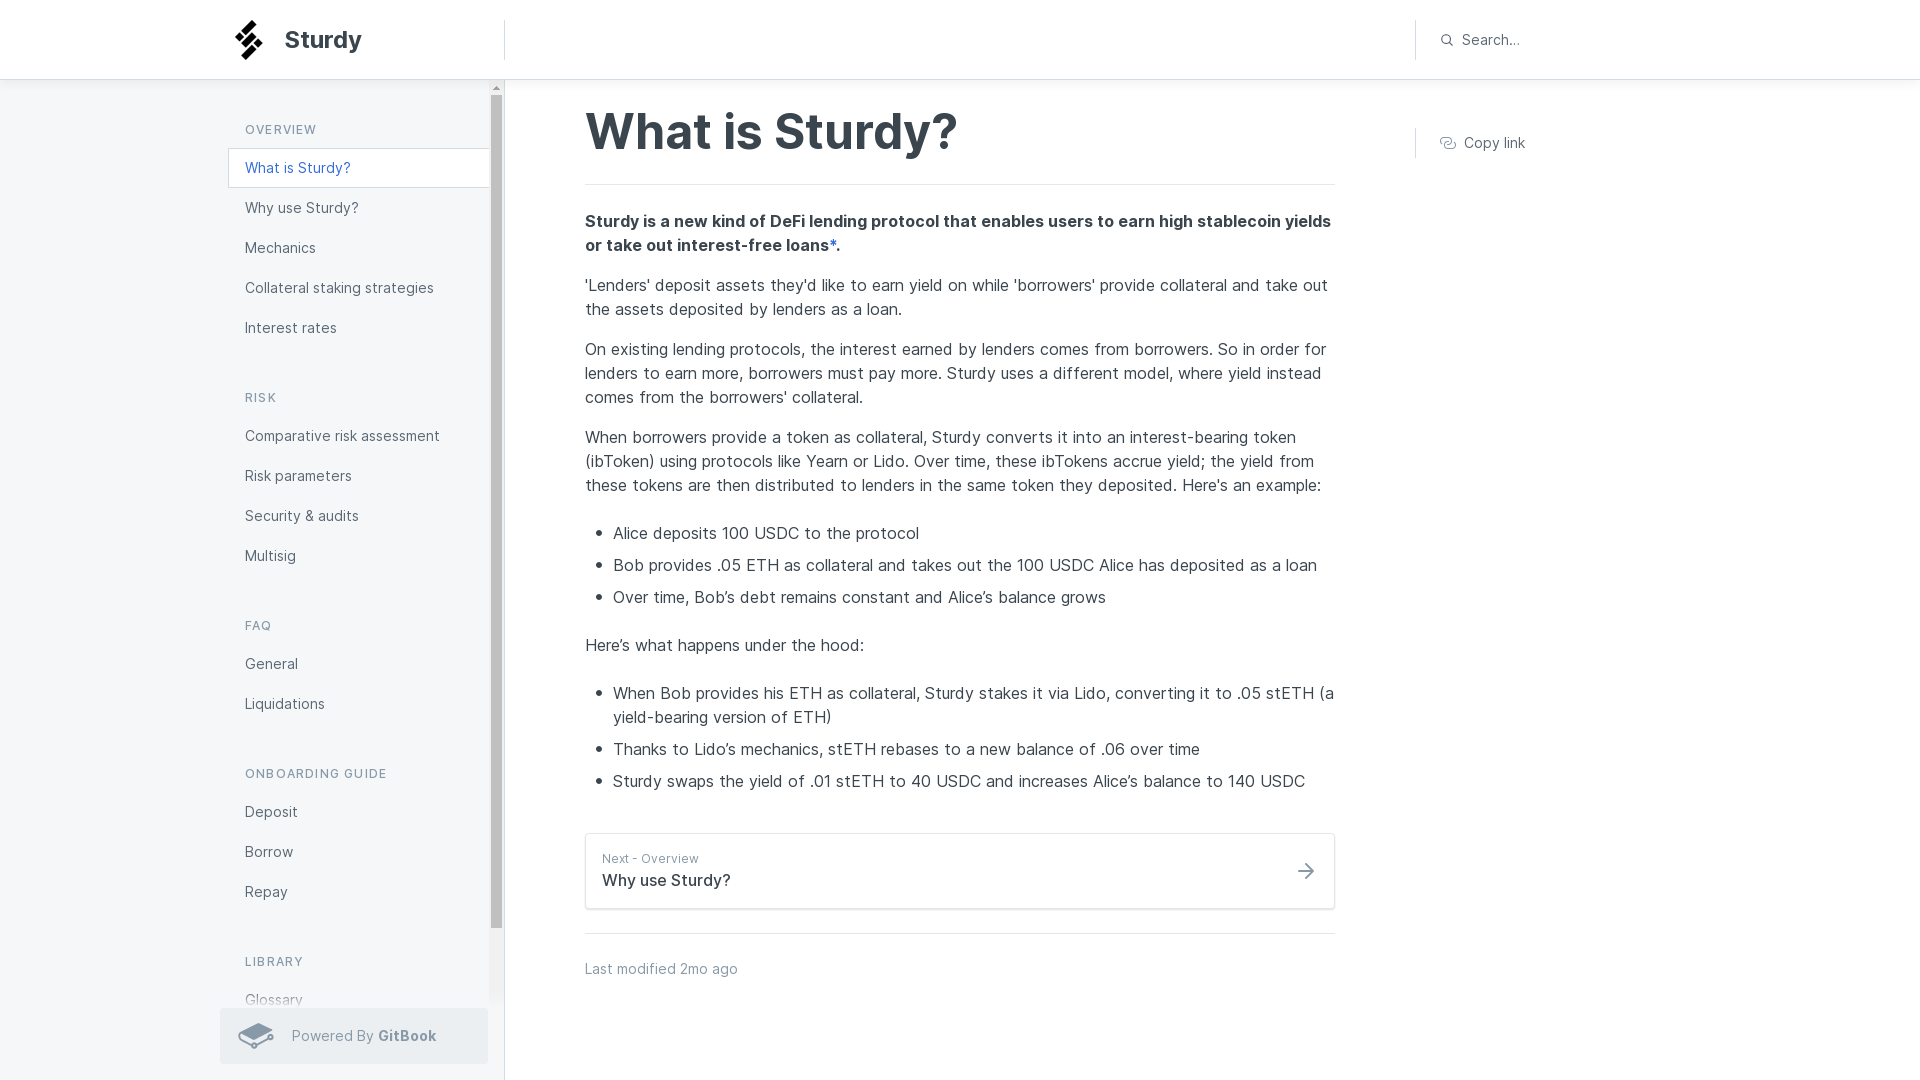 Sturdy
Search…
OVERVIEW
What is Sturdy?
Why use Sturdy?
Mechanics
Collateral staking strategies
Interest rates
RISK
Comparative risk assessment
Risk parameters
Security & audits
Multisig
FAQ
General
Liquidations
ONBOARDING GUIDE
Deposit
Borrow
Repay
LIBRARY
Glossary
Powered By GitBook
What is Sturdy?
Copy link
Sturdy is a new kind of DeFi lending protocol that enables users to earn high stablecoin yields
or take out interest-free loans*.
'Lenders' deposit assets they'd like to earn yield on while 'borrowers' provide collateral and take out
the assets deposited by lenders as a loan.
On existing lending protocols, the interest earned by lenders comes from borrowers. So in order for
lenders to earn more, borrowers must pay more. Sturdy uses a different model, where yield instead
comes from the borrowers' collateral.
When borrowers provide a token as collateral, Sturdy converts it into an interest-bearing token
(ibToken) using protocols like Yearn or Lido. Over time, these ibTokens accrue yield; the yield from
these tokens are then distributed to lenders in the same token they deposited. Here's an example:
• Alice deposits 100 USDC to the protocol
• Bob provides .05 ETH as collateral and takes out the 100 USDC Alice has deposited as a loan
• Over time, Bob’s debt remains constant and Alice’s balance grows
Here’s what happens under the hood:
• When Bob provides his ETH as collateral, Sturdy stakes it via Lido, converting it to .05 stETH (a
yield-bearing version of ETH)
• Thanks to Lido’s mechanics, stETH rebases to a new balance of .06 over time
• Sturdy swaps the yield of .01 stETH to 40 USDC and increases Alice’s balance to 140 USDC
Next - Overview
Why use Sturdy?
Last modified 2mo ago